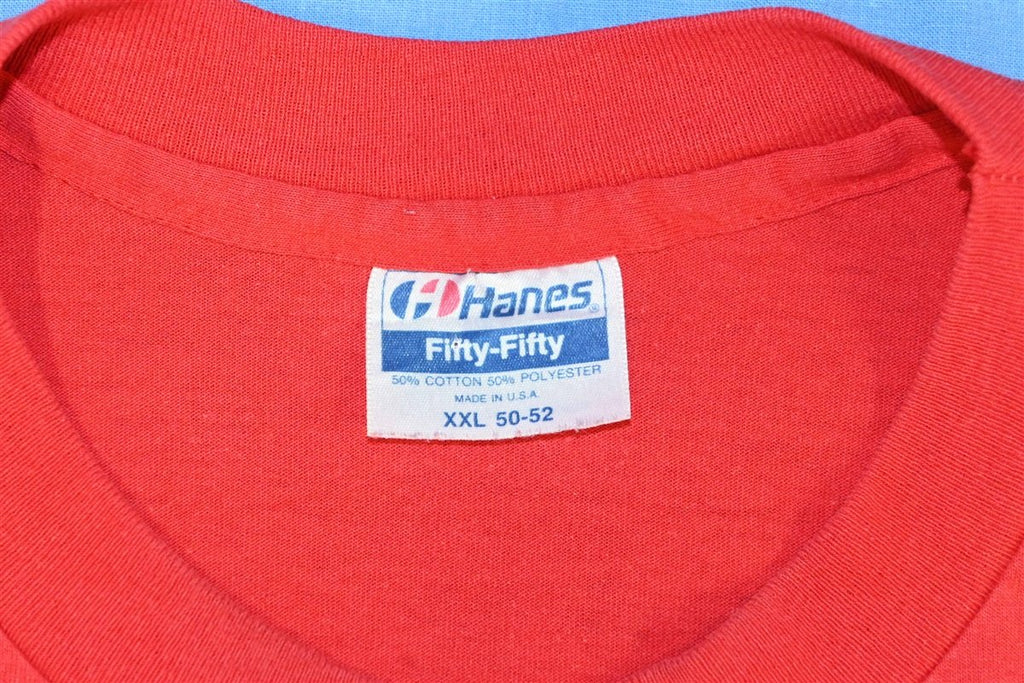 Hanes®
Fifty-Fifty
50% COTTON 50% POLYESTER
MADE IN U.S.A.
XXL 50-52